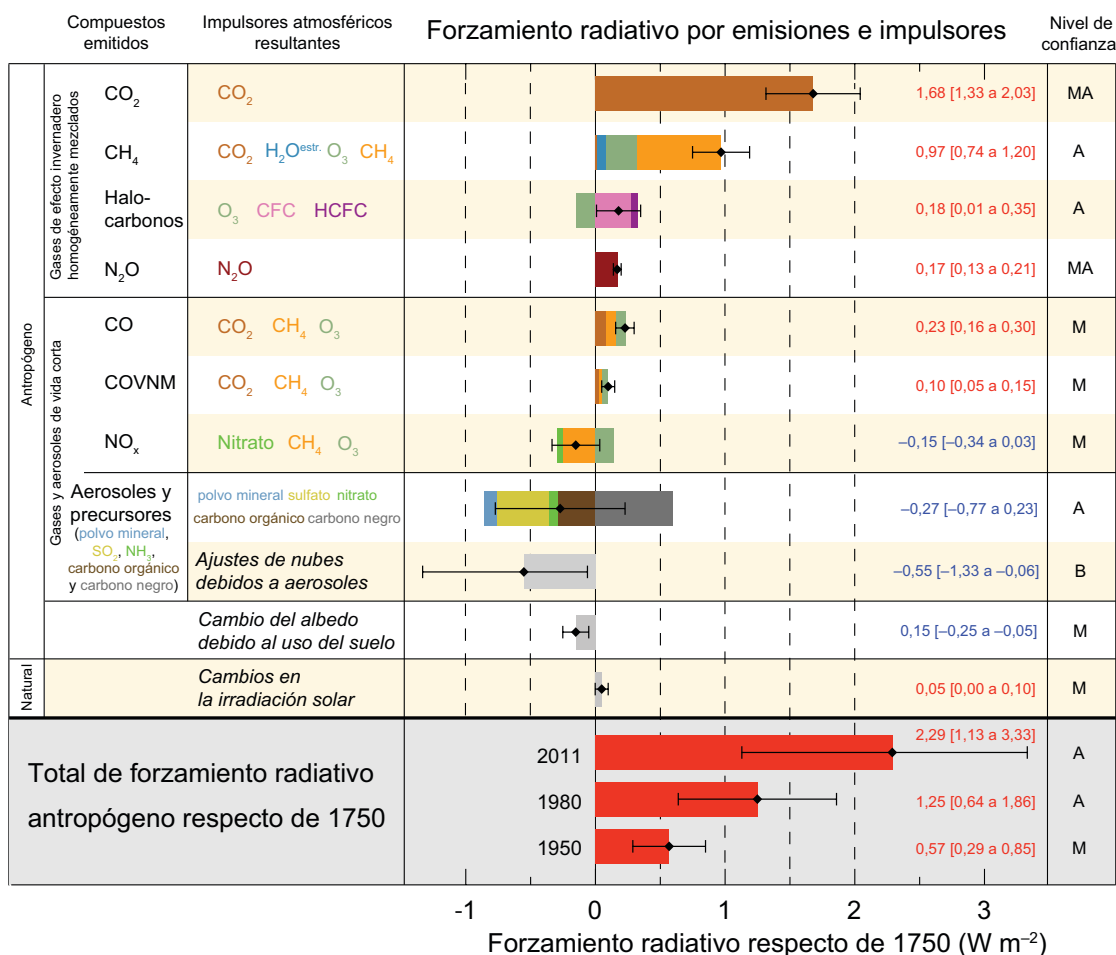 Compuestos
emitidos
Impulsores atmosféricos
resultantes
Forzamiento radiativo por emisiones e impulsores
Nivel de
confianza
Antropógeno
Gases de efecto invernadero
homogéneamente mezclados
CO₂
CO₂
1,68 [1,33 a 2,03]
MA
CH₄
CO₂ H₂Oᵉˢᵗʳ· O₃ CH₄
0,97 [0,74 a 1,20]
A
Halo-
carbonos
O₃ CFC HCFC
0,18 [0,01 a 0,35]
A
N₂O
N₂O
0,17 [0,13 a 0,21]
MA
Gases y aerosoles de vida corta
CO
CO₂ CH₄ O₃
0,23 [0,16 a 0,30]
M
COVNM
CO₂ CH₄ O₃
0,10 [0,05 a 0,15]
M
NOₓ
Nitrato CH₄ O₃
–0,15 [–0,34 a 0,03]
M
Aerosoles y
precursores
(polvo mineral,
SO₂, NH₃,
carbono orgánico
y carbono negro)
polvo mineral sulfato nitrato
carbono orgánico carbono negro
–0,27 [–0,77 a 0,23]
A
Ajustes de nubes
debidos a aerosoles
–0,55 [–1,33 a –0,06]
B
Cambio del albedo
debido al uso del suelo
0,15 [–0,25 a –0,05]
M
Natural
Cambios en
la irradiación solar
0,05 [0,00 a 0,10]
M
Total de forzamiento radiativo
antropógeno respecto de 1750
2011
2,29 [1,13 a 3,33]
A
1980
1,25 [0,64 a 1,86]
A
1950
0,57 [0,29 a 0,85]
M
-1 0 1 2 3
Forzamiento radiativo respecto de 1750 (W m⁻²)